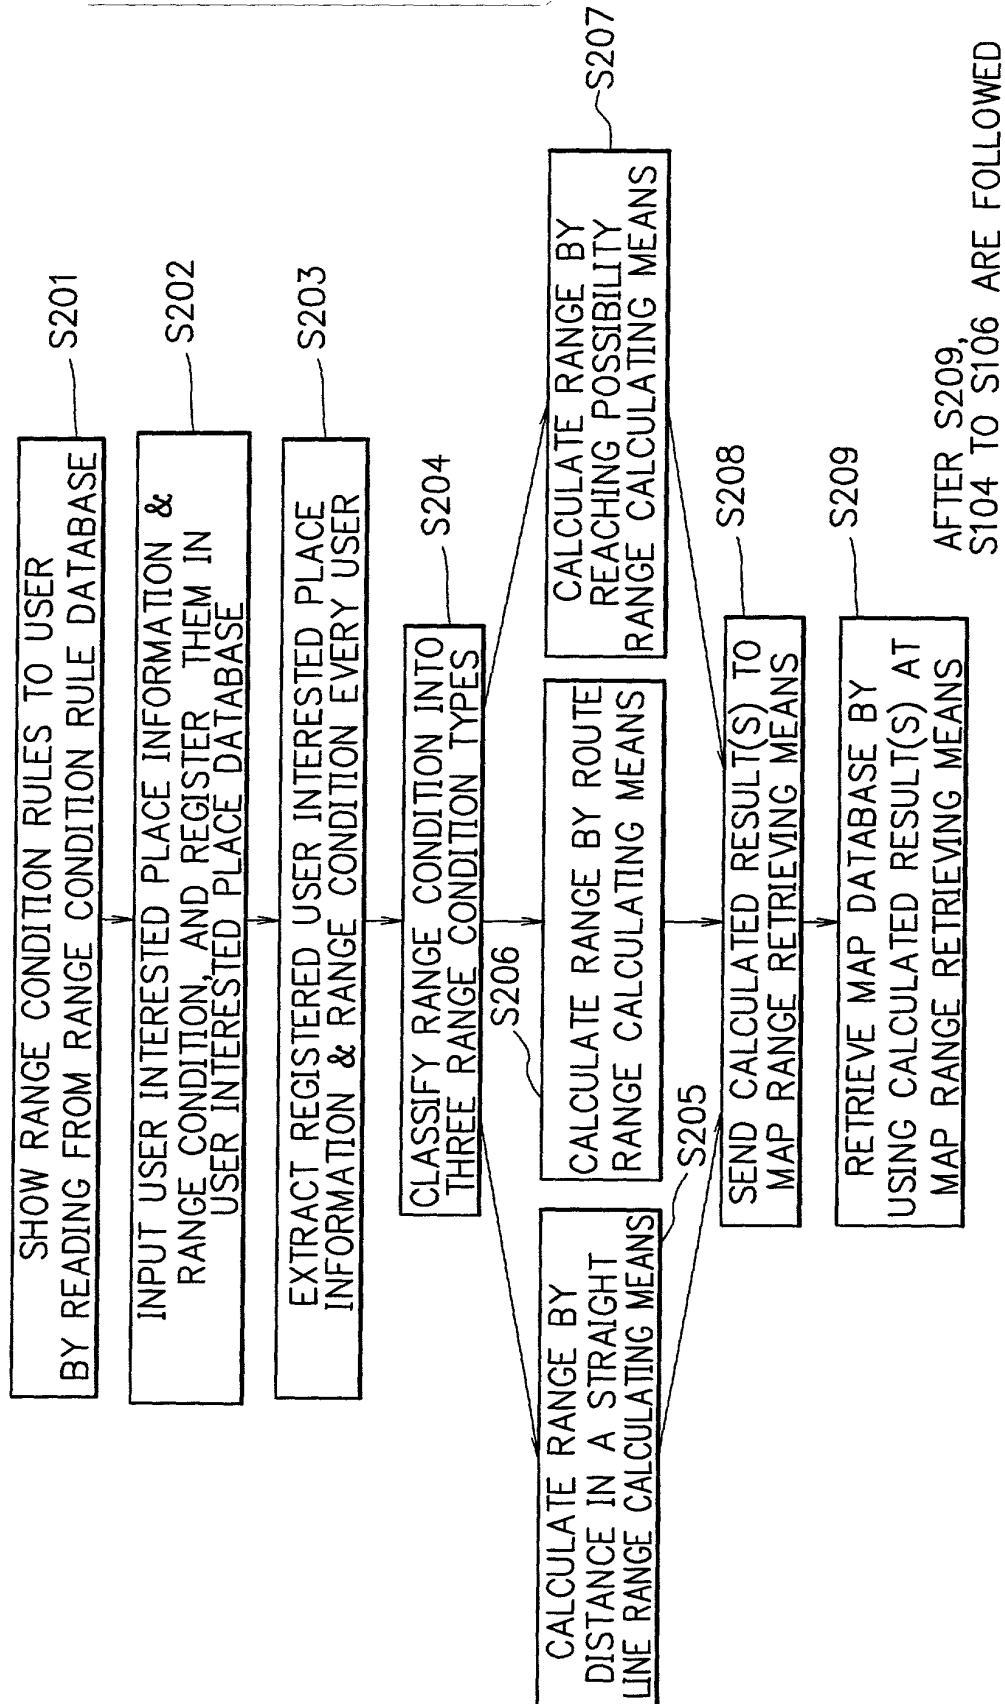 SHOW RANGE CONDITION RULES TO USER
BY READING FROM RANGE CONDITION RULE DATABASE
S201
INPUT USER INTERESTED PLACE INFORMATION &
RANGE CONDITION, AND REGISTER THEM IN
USER INTERESTED PLACE DATABASE
S202
EXTRACT REGISTERED USER INTERESTED PLACE
INFORMATION & RANGE CONDITION EVERY USER
S203
CLASSIFY RANGE CONDITION INTO
THREE RANGE CONDITION TYPES
S204
CALCULATE RANGE BY
DISTANCE IN A STRAIGHT
LINE RANGE CALCULATING MEANS
S205
S206
CALCULATE RANGE BY ROUTE
RANGE CALCULATING MEANS
CALCULATE RANGE BY
REACHING POSSIBILITY
RANGE CALCULATING MEANS
S207
SEND CALCULATED RESULT(S) TO
MAP RANGE RETRIEVING MEANS
S208
RETRIEVE MAP DATABASE BY
USING CALCULATED RESULT(S) AT
MAP RANGE RETRIEVING MEANS
S209
AFTER S209,
S104 TO S106 ARE FOLLOWED